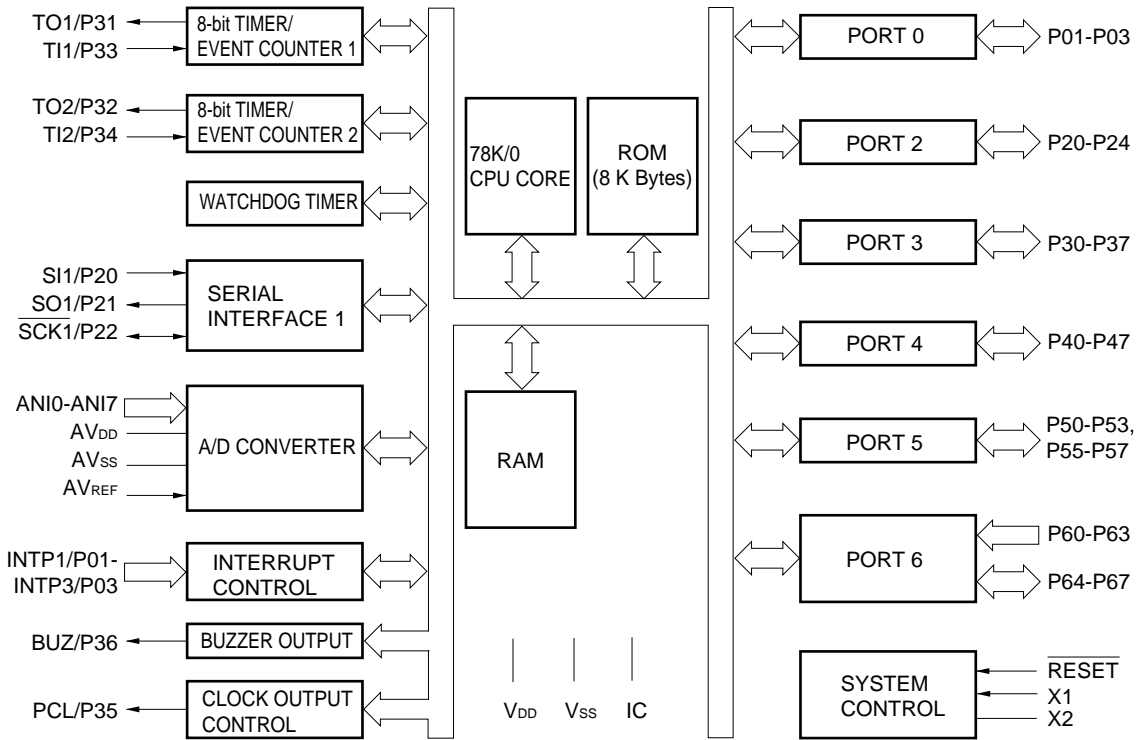 TO1/P31
TI1/P33
8-bit TIMER/
EVENT COUNTER 1
TO2/P32
TI2/P34
8-bit TIMER/
EVENT COUNTER 2
WATCHDOG TIMER
SI1/P20
SO1/P21
SCK1/P22
SERIAL
INTERFACE 1
ANI0-ANI7
AVDD
AVSS
AVREF
A/D CONVERTER
INTP1/P01-
INTP3/P03
INTERRUPT
CONTROL
BUZ/P36
BUZZER OUTPUT
PCL/P35
CLOCK OUTPUT
CONTROL
78K/0
CPU CORE
ROM
(8 K Bytes)
RAM
VDD
VSS
IC
PORT 0
P01-P03
PORT 2
P20-P24
PORT 3
P30-P37
PORT 4
P40-P47
PORT 5
P50-P53,
P55-P57
PORT 6
P60-P63
P64-P67
SYSTEM
CONTROL
RESET
X1
X2